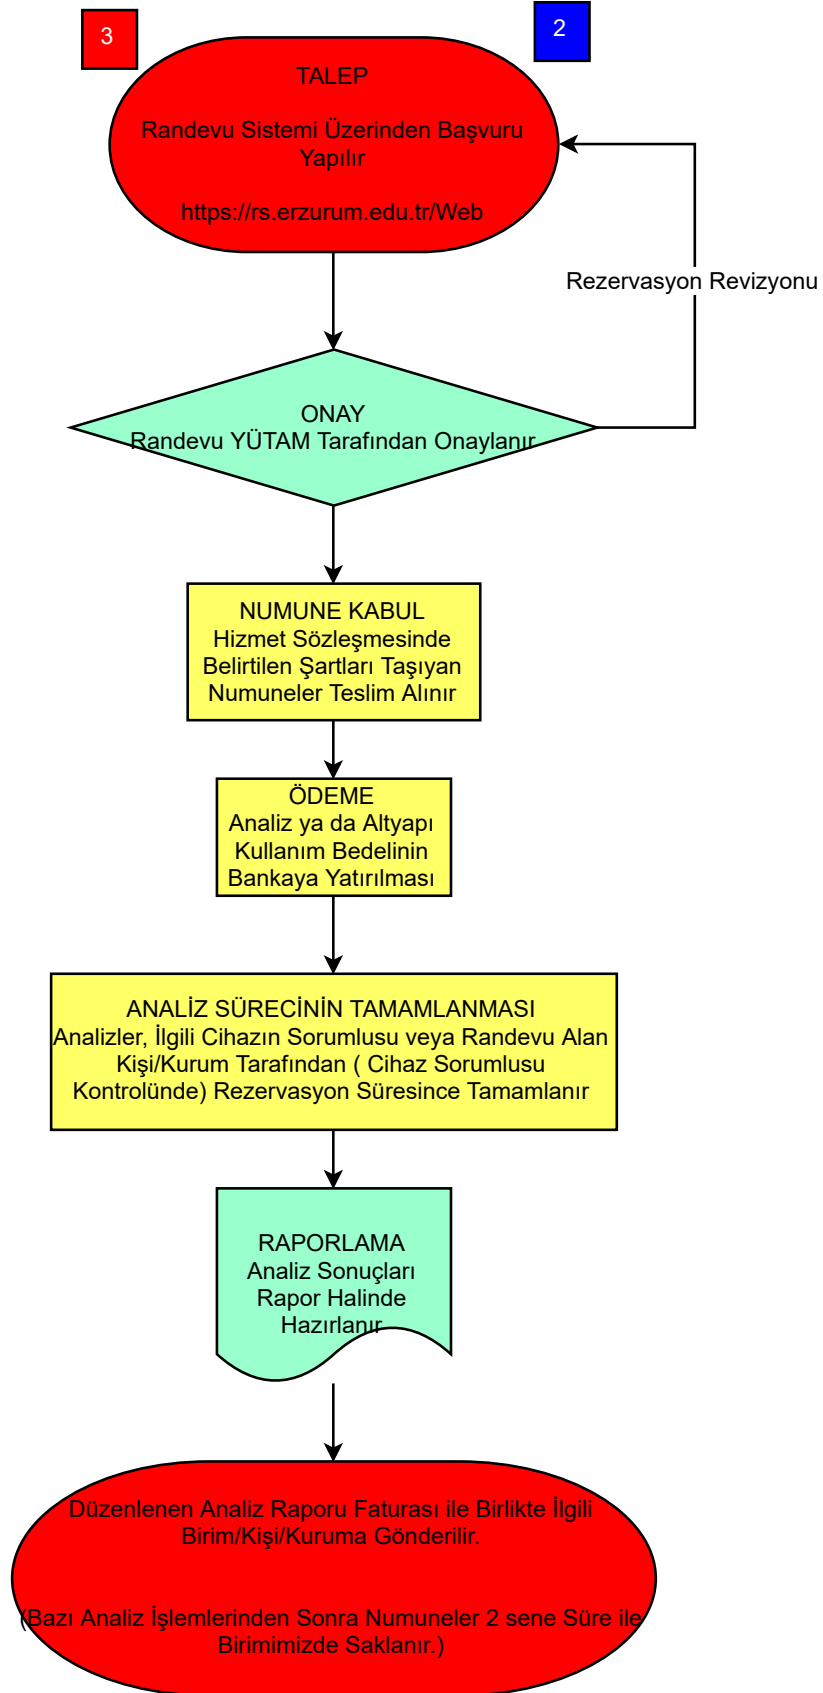 3
2
TALEP
Randevu Sistemi Üzerinden Başvuru
Yapılır
https://rs.erzurum.edu.tr/Web
Rezervasyon Revizyonu
ONAY
Randevu YÜTAM Tarafından Onaylanır
NUMUNE KABUL
Hizmet Sözleşmesinde
Belirtilen Şartları Taşıyan
Numuneler Teslim Alınır
ÖDEME
Analiz ya da Altyapı
Kullanım Bedelinin
Bankaya Yatırılması
ANALİZ SÜRECİNİN TAMAMLANMASI
Analizler, İlgili Cihazın Sorumlusu veya Randevu Alan
Kişi/Kurum Tarafından ( Cihaz Sorumlusu
Kontrolünde) Rezervasyon Süresince Tamamlanır
RAPORLAMA
Analiz Sonuçları
Rapor Halinde
Hazırlanır
Düzenlenen Analiz Raporu Faturası ile Birlikte İlgili
Birim/Kişi/Kuruma Gönderilir.
(Bazı Analiz İşlemlerinden Sonra Numuneler 2 sene Süre ile
Birimimizde Saklanır.)